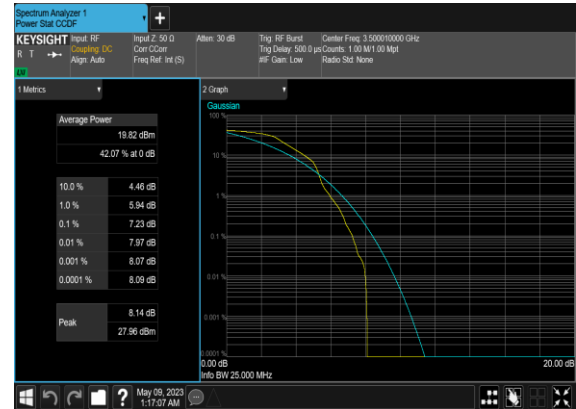 Spectrum Analyzer 1
Power Stat CCDF
KEYSIGHT
R T
LXI
Input: RF
Coupling: DC
Align: Auto
Input Z: 50 Ω
Corr CCorr
Freq Ref: Int (S)
Atten: 30 dB
Trig: RF Burst
Trig Delay: 500.0 µs
#IF Gain: Low
Center Freq: 3.500010000 GHz
Counts: 1.00 M/1.00 Mpt
Radio Std: None
1 Metrics
Average Power
19.82 dBm
42.07 % at 0 dB
10.0 % 4.46 dB
1.0 % 5.94 dB
0.1 % 7.23 dB
0.01 % 7.97 dB
0.001 % 8.07 dB
0.0001 % 8.09 dB
Peak
8.14 dB
27.96 dBm
2 Graph
Gaussian
100 %
10 %
1 %
0.1 %
0.01 %
0.001 %
0.0001 %
0.00 dB
20.00 dB
Info BW 25.000 MHz
May 09, 2023
1:17:07 AM